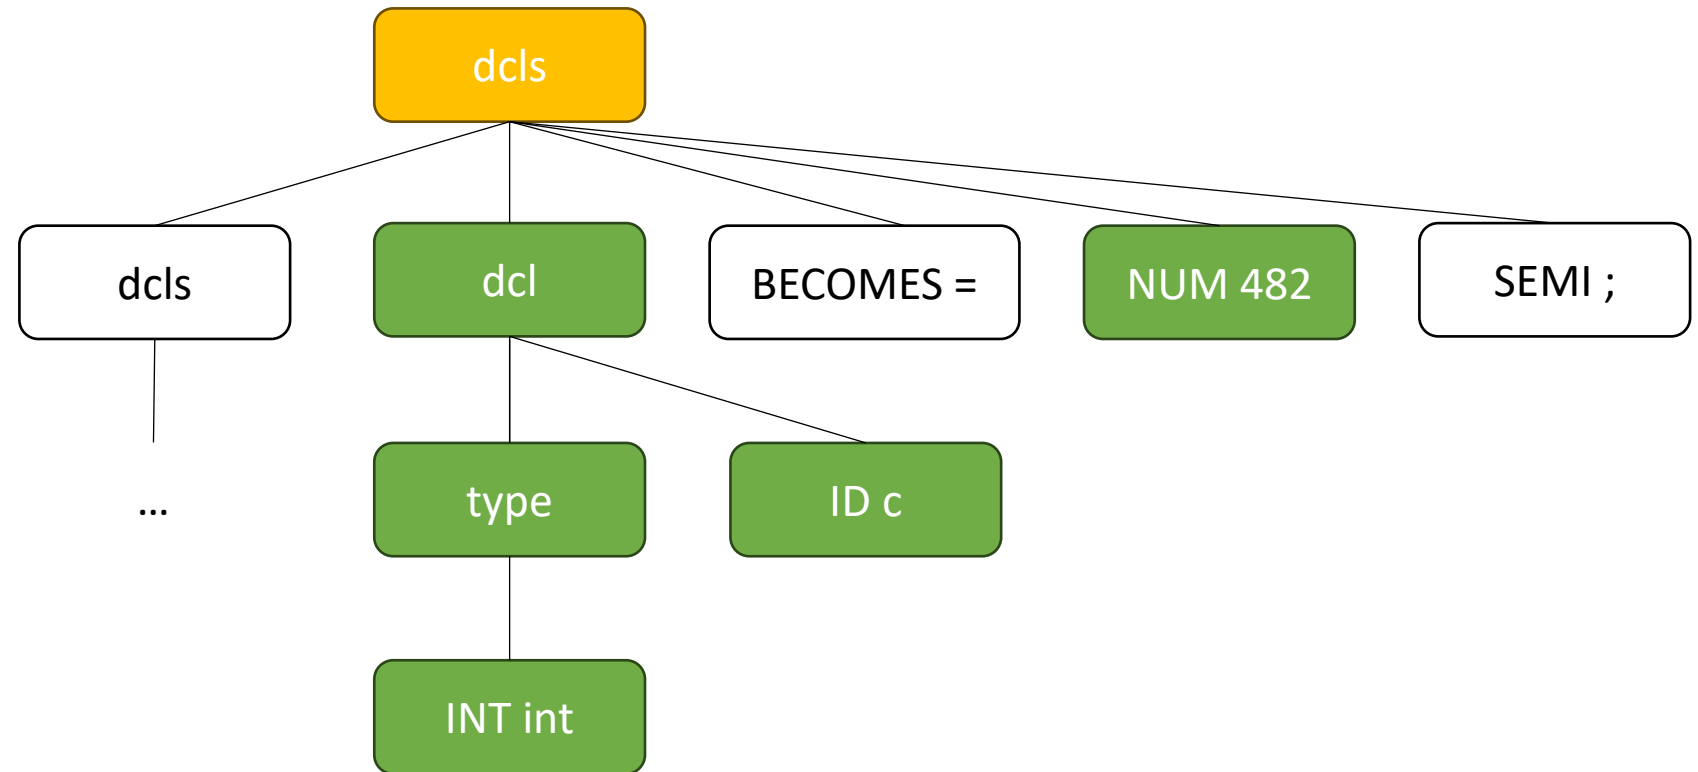 dcls
dcls
dcl
BECOMES =
NUM 482
SEMI ;
...
type
ID c
INT int